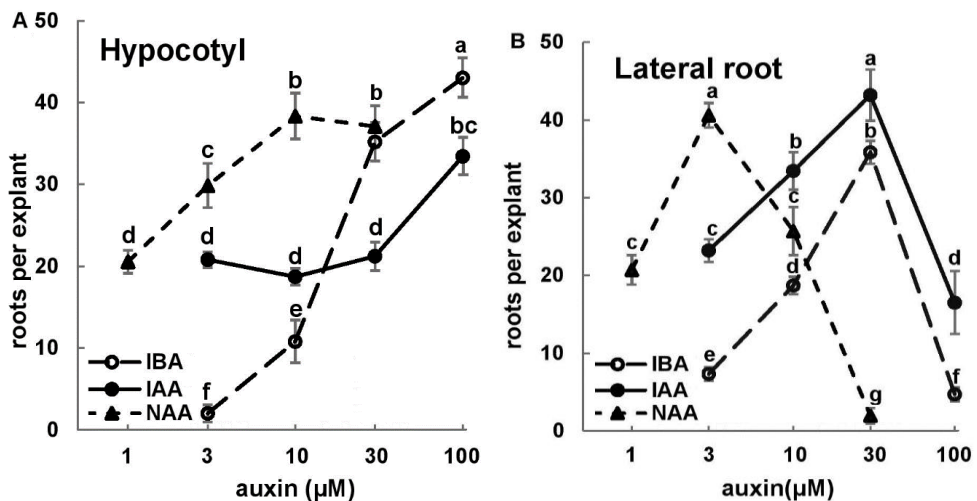 A
Hypocotyl
roots per explant
50
40
30
20
10
0
a
b
b
bc
c
d
d
d
d
e
f
IBA
IAA
NAA
1 3 10 30 100
auxin (µM)
B
Lateral root
roots per explant
50
40
30
20
10
0
a
a
b
b
c
c
c
d
d
e
f
g
IBA
IAA
NAA
1 3 10 30 100
auxin(µM)